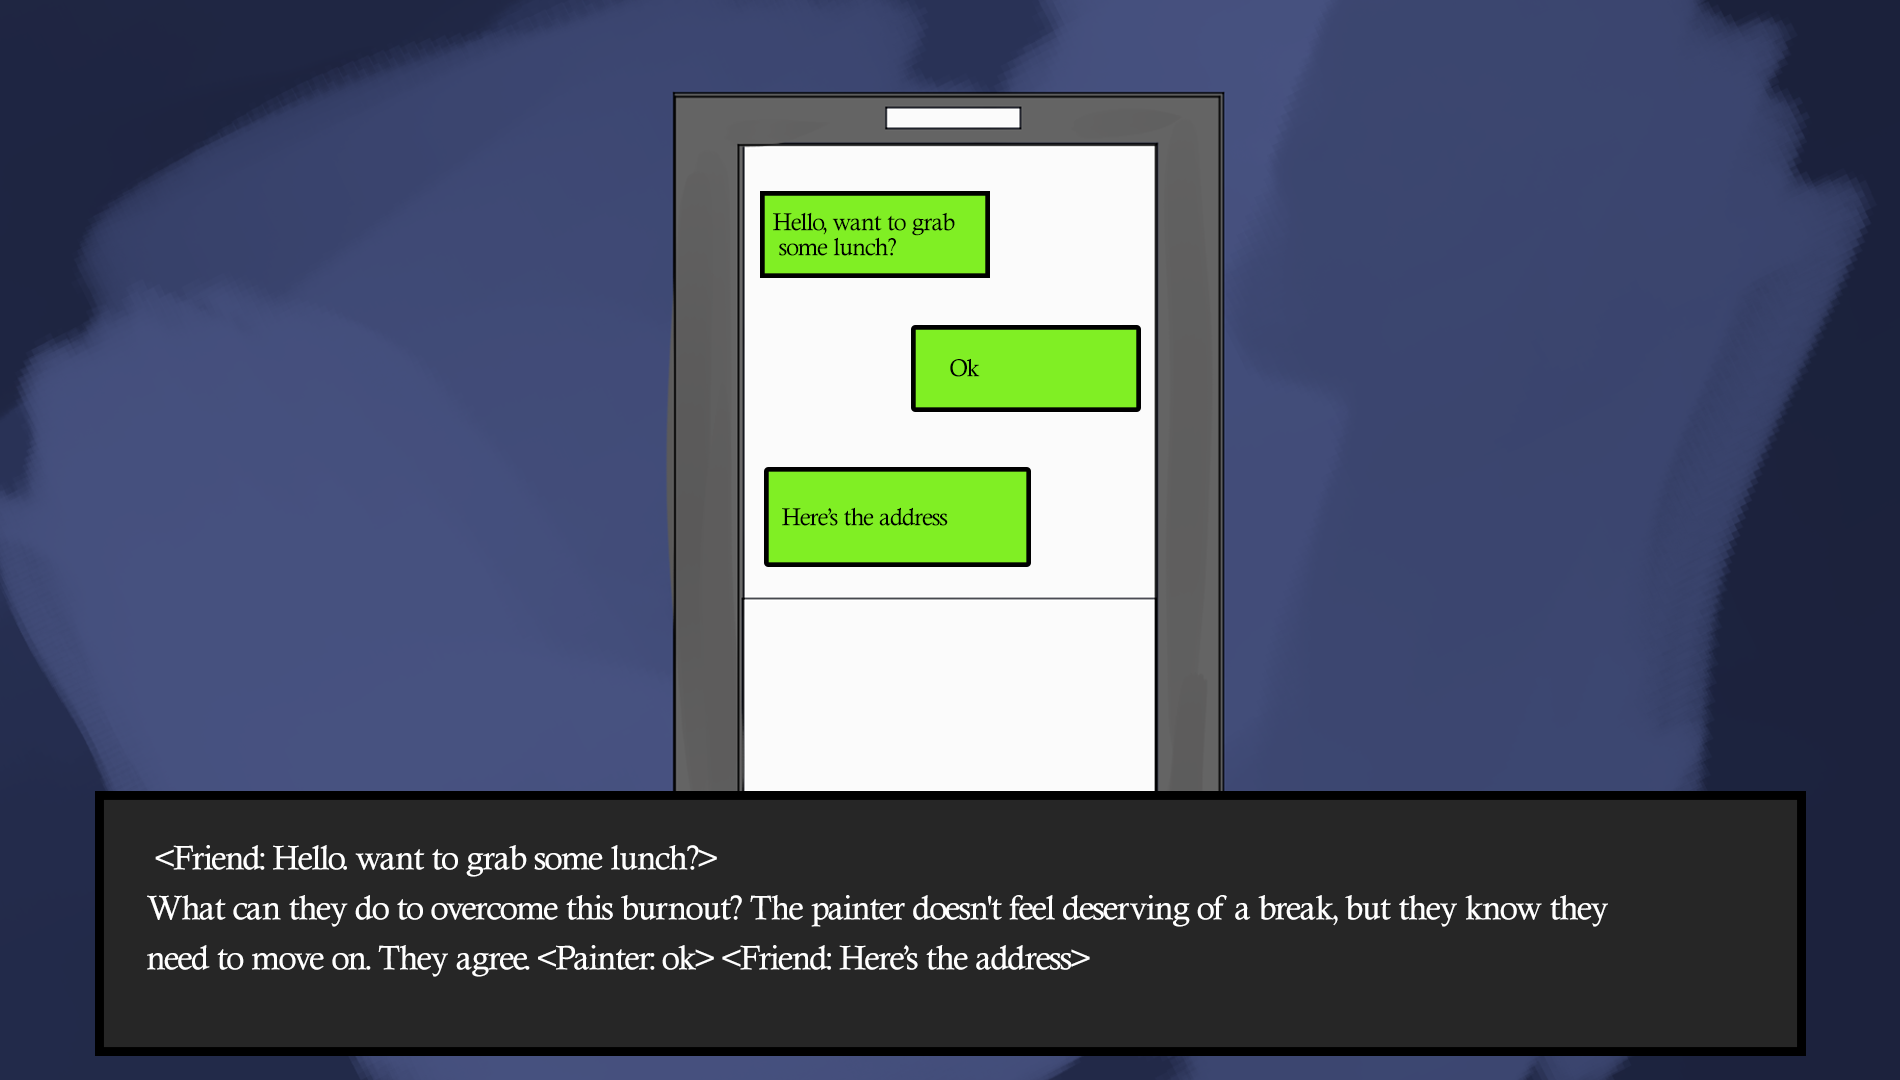 Hello, want to grab
some lunch?
Ok
Here's the address
<Friend: Hello. want to grab some lunch?>
What can they do to overcome this burnout? The painter doesn't feel deserving of a break, but they know they
need to move on. They agree. <Painter: ok> <Friend: Here's the address>